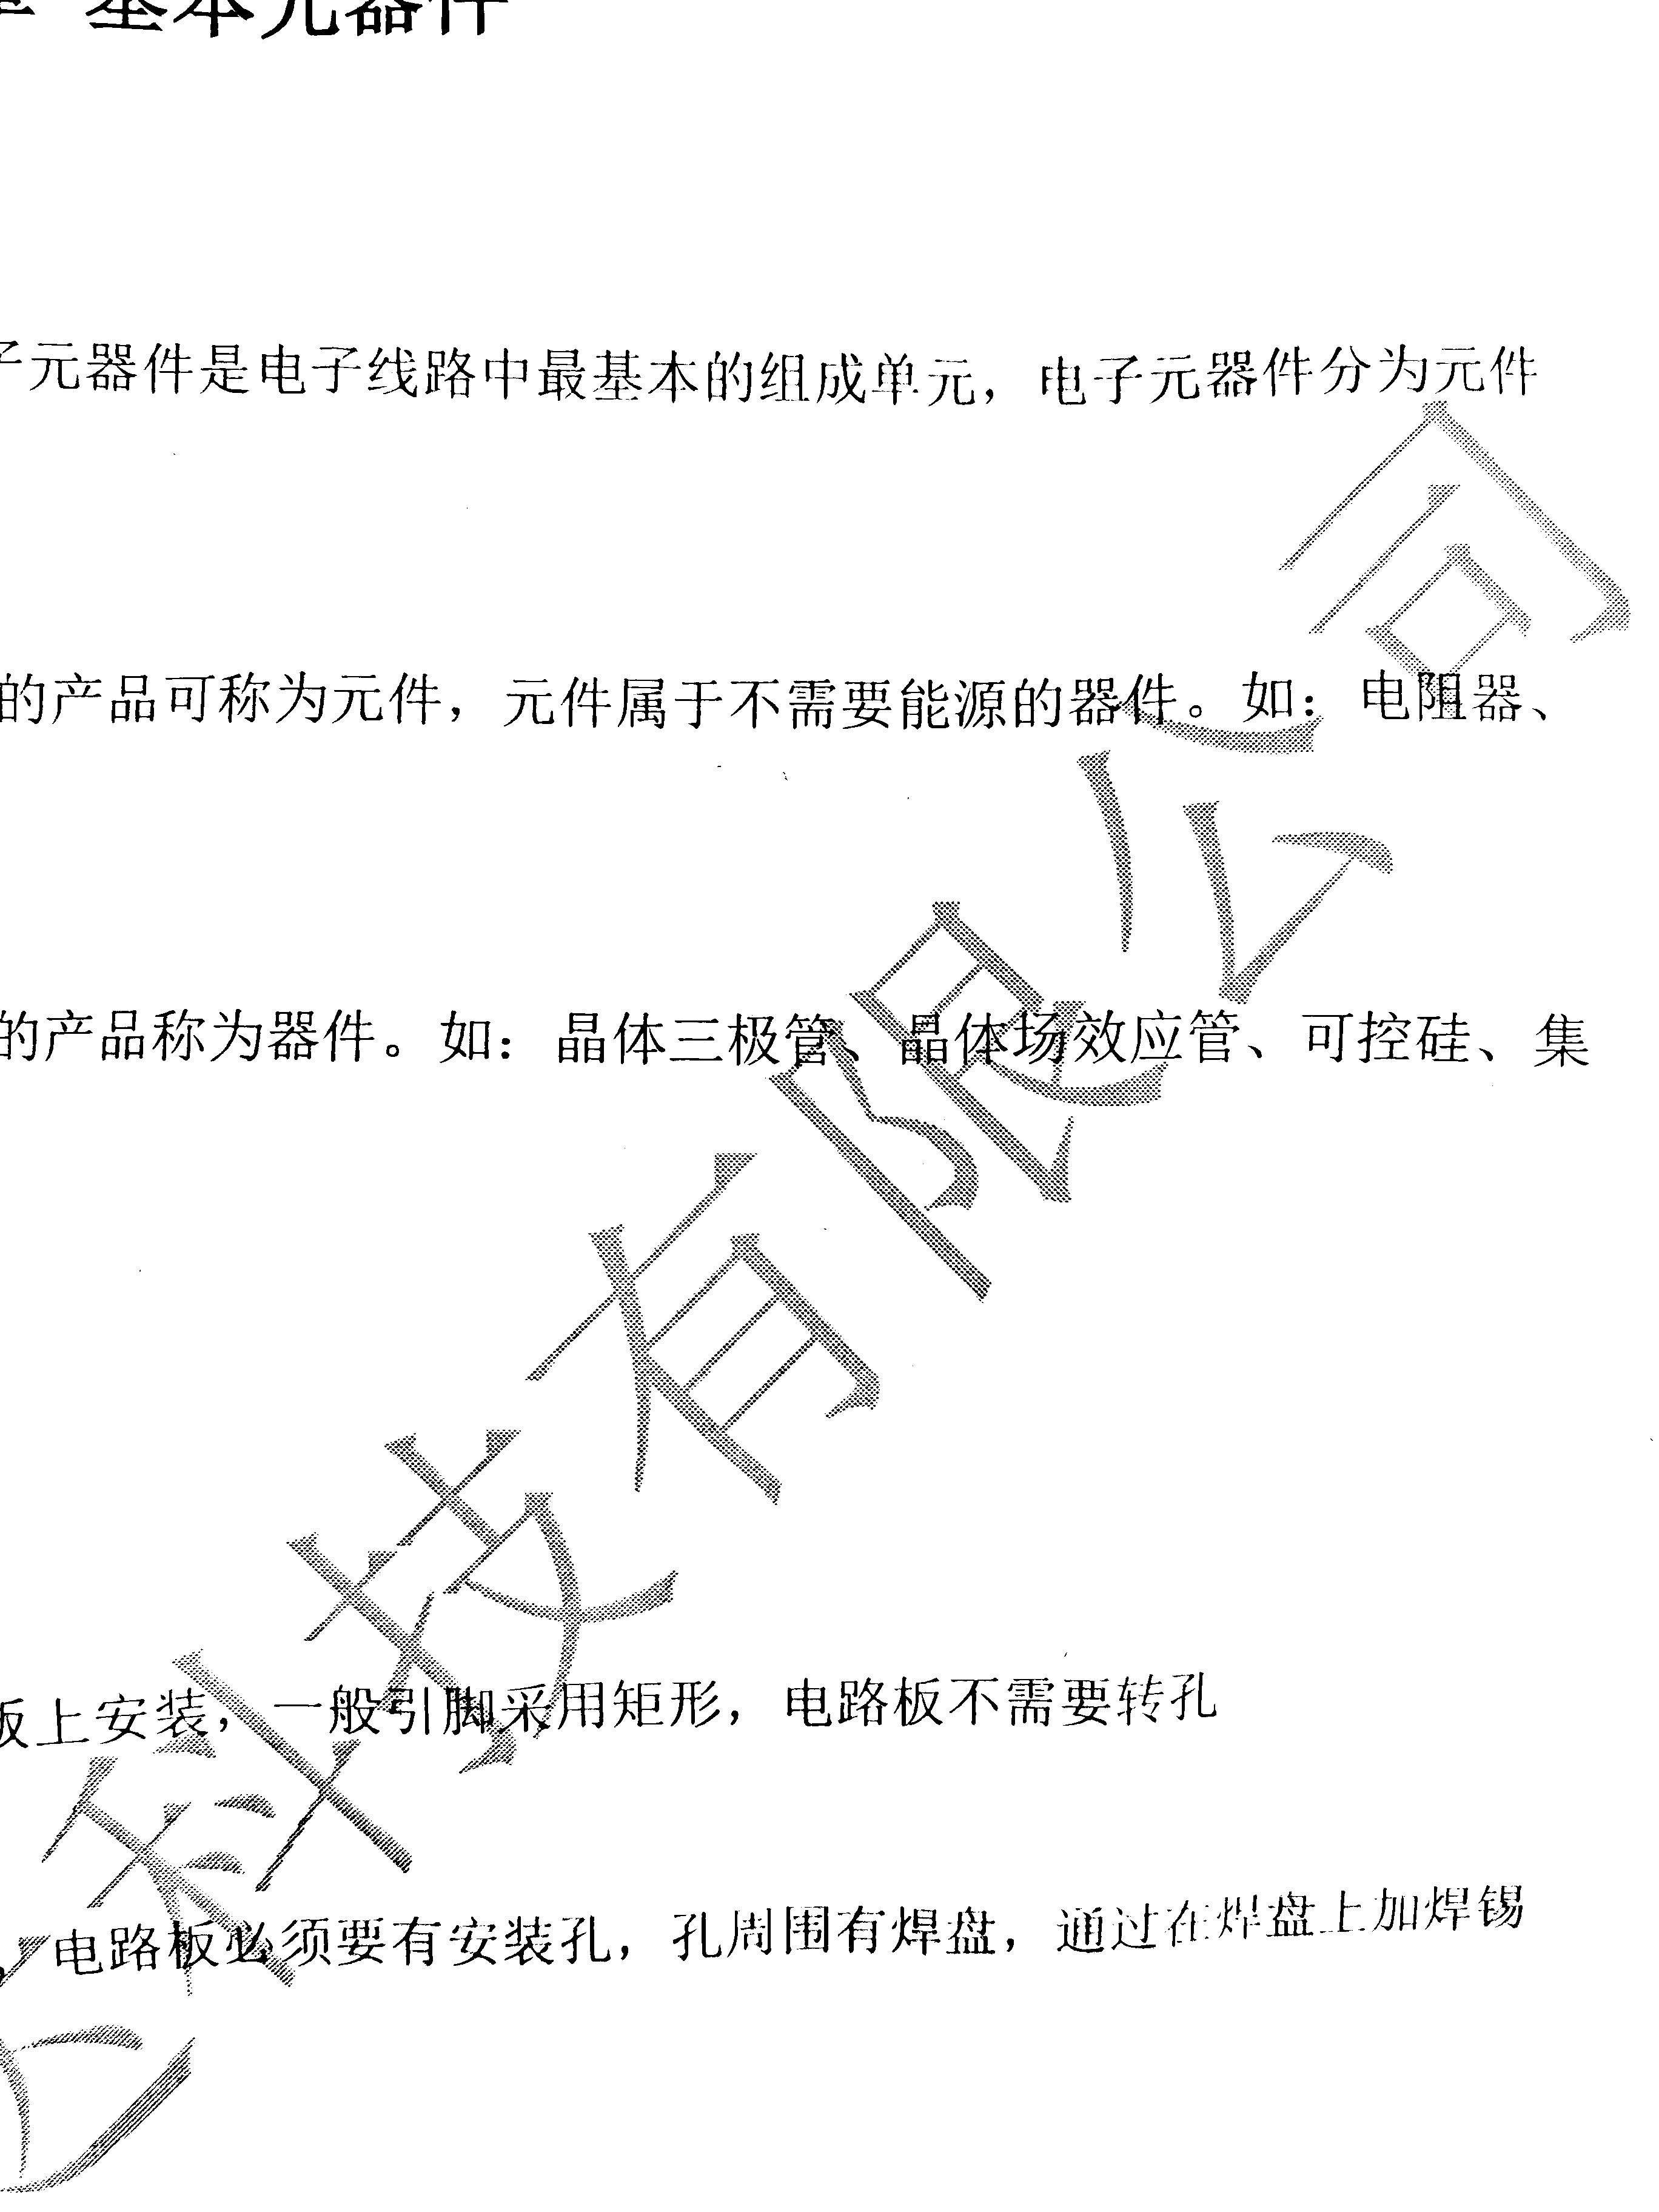 基本元器件
子元器件是电子线路中最基本的组成单元，电子元器件分为元件
的产品可称为元件，元件属于不需要能源的器件。如：电阻器、
的产品称为器件。如：晶体三极管、晶体场效应管、可控硅、集
板上安装，一般引脚采用矩形，电路板不需要转孔
，电路板必须要有安装孔，孔周围有焊盘，通过在焊盘上加焊锡
科技有限公司